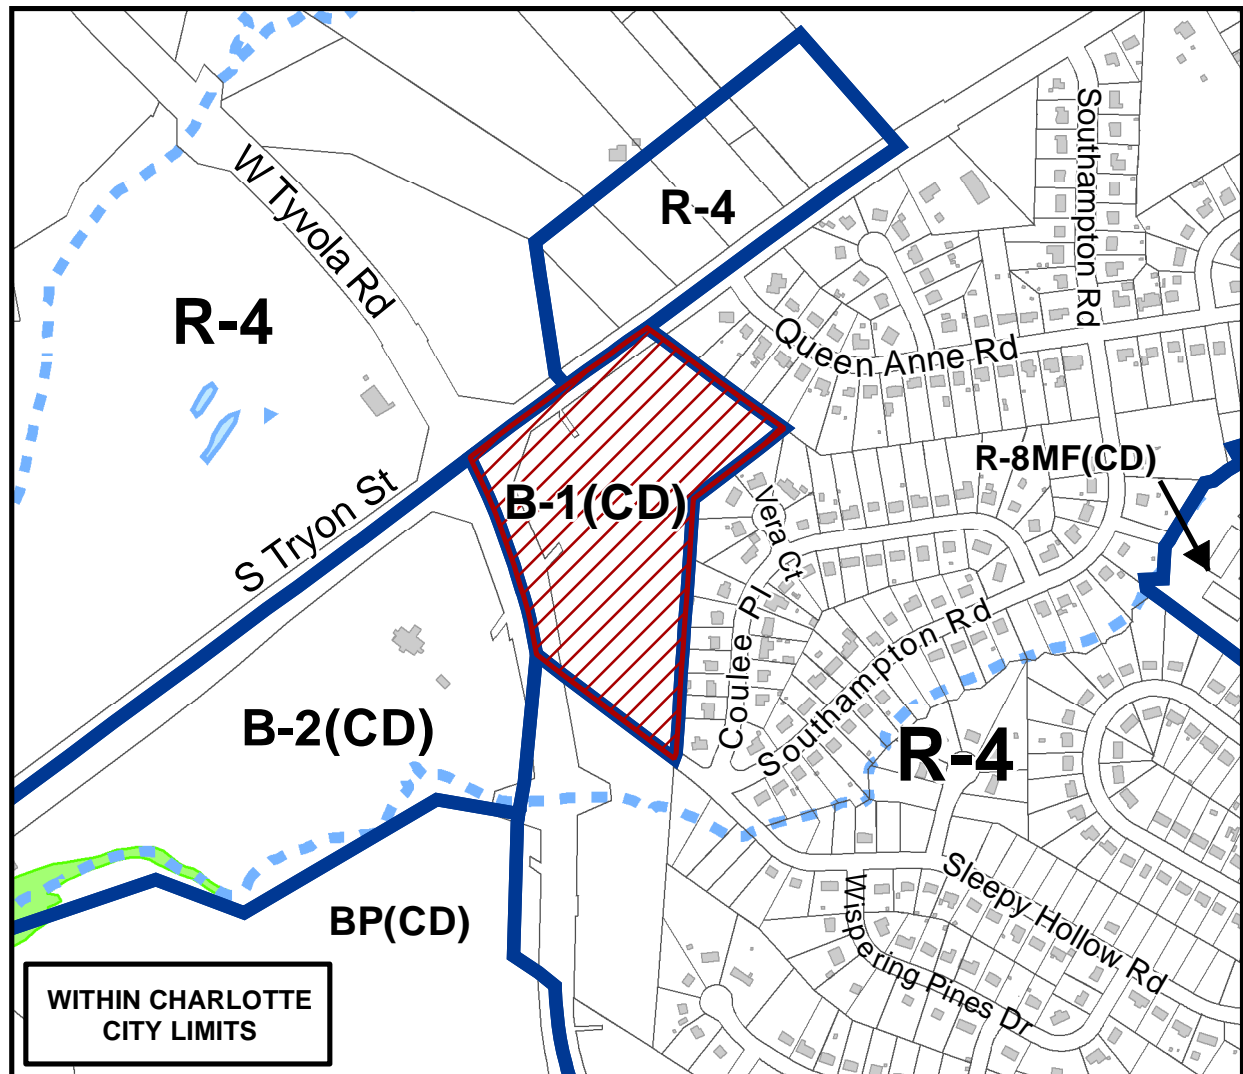 Southampton Rd
W Tyvola Rd
R-4
R-4
Queen Anne Rd
R-8MF(CD)
B-1(CD)
Vera Ct
S Tryon St
Coulee Pl
Southampton Rd
B-2(CD)
R-4
Sleepy Hollow Rd
Wispering Pines Dr
BP(CD)
WITHIN CHARLOTTE
CITY LIMITS